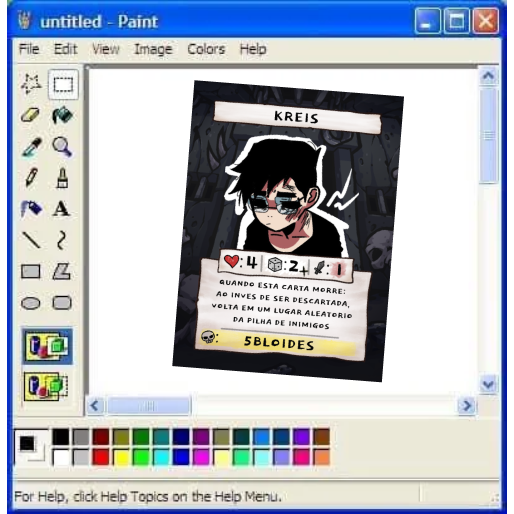 untitled - Paint
File Edit View Image Colors Help
A
KREIS
: 4 : 2+ : 1
QUANDO ESTA CARTA MORRE:
AO INVES DE SER DESCARTADA,
VOLTA EM UM LUGAR ALEATORIO
DA PILHA DE INIMIGOS
: 5BLOIDES
For Help, click Help Topics on the Help Menu.